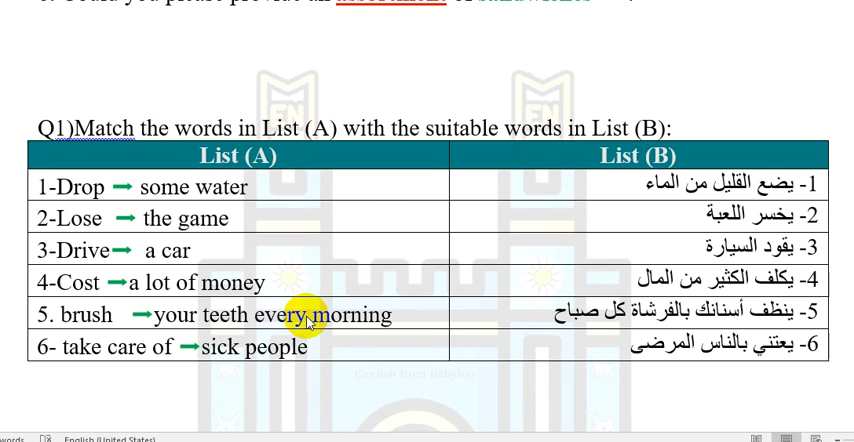 Q1)Match the words in List (A) with the suitable words in List (B):
List (A) List (B)
1-Drop → some water 1- يضع القليل من الماء
2-Lose → the game 2- يخسر اللعبة
3-Drive→ a car 3- يقود السيارة
4-Cost →a lot of money 4- يكلف الكثير من المال
5. brush →your teeth every morning 5- ينظف أسنانك بالفرشاة كل صباح
6- take care of →sick people 6- يعتني بالناس المرضى
English from Babylon
English (United States)